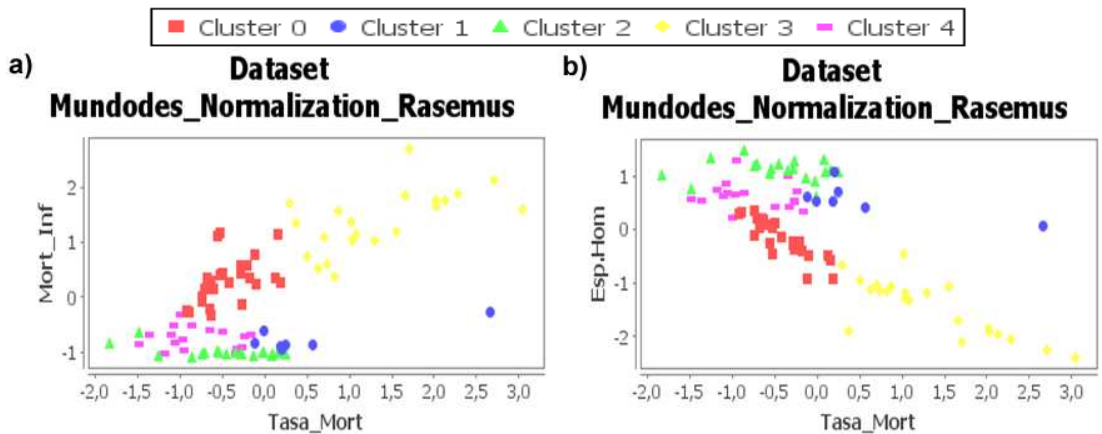 Cluster 0 Cluster 1 Cluster 2 Cluster 3 Cluster 4
a)
Dataset
Mundodes_Normalization_Rasemus
Mort_Inf
2
1
0
-1
-2,0 -1,5 -1,0 -0,5 0,0 0,5 1,0 1,5 2,0 2,5 3,0
Tasa_Mort
b)
Dataset
Mundodes_Normalization_Rasemus
Esp.Hom
1
0
-1
-2
-2,0 -1,5 -1,0 -0,5 0,0 0,5 1,0 1,5 2,0 2,5 3,0
Tasa_Mort